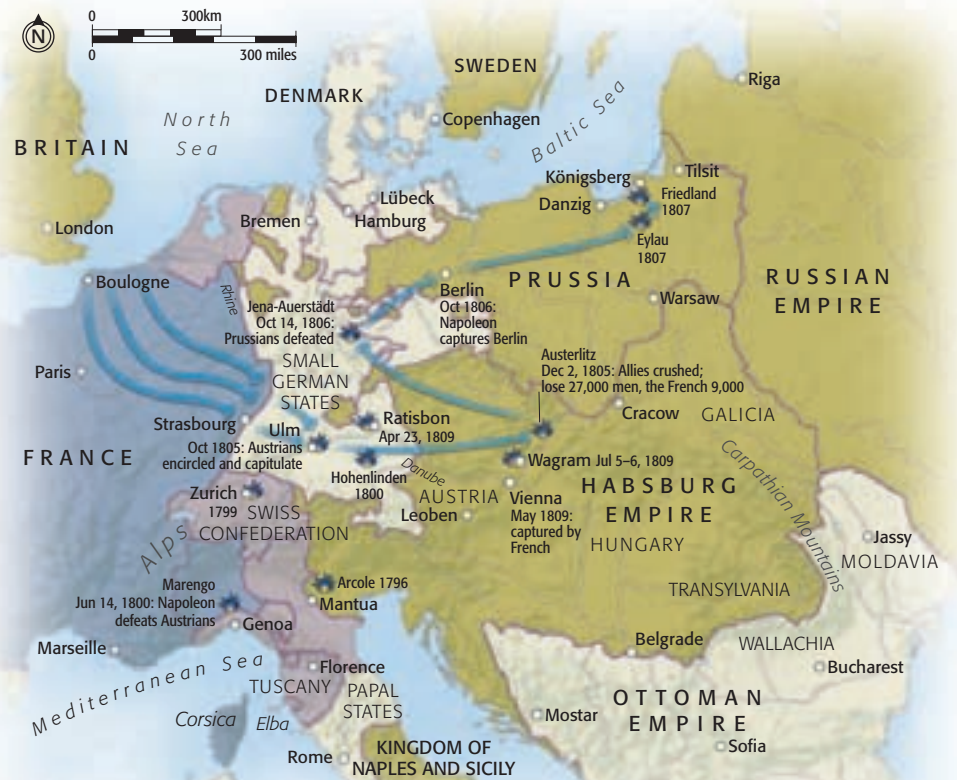 0 300km
N
0 300 miles
SWEDEN
DENMARK
Riga
North
Sea
Copenhagen
Baltic Sea
BRITAIN
Tilsit
Königsberg
Lübeck
Friedland
1807
Danzig
Hamburg
Bremen
London
Eylau
1807
Boulogne
PRUSSIA
RUSSIAN
EMPIRE
Rhine
Berlin
Oct 1806:
Napoleon
captures Berlin
Warsaw
Jena-Auerstädt
Oct 14, 1806:
Prussians defeated
Paris
SMALL
GERMAN
STATES
Austerlitz
Dec 2, 1805: Allies crushed;
lose 27,000 men, the French 9,000
Cracow
GALICIA
Strasbourg
Ratisbon
Apr 23, 1809
Ulm
Oct 1805: Austrians
encircled and capitulate
FRANCE
Hohenlinden
1800
Danube
Wagram Jul 5–6, 1809
Carpathian Mountains
HABSBURG
EMPIRE
Zurich
1799
SWISS
CONFEDERATION
AUSTRIA
Leoben
Vienna
May 1809:
captured by
French
HUNGARY
Alps
Jassy
MOLDAVIA
Marengo
Jun 14, 1800: Napoleon
defeats Austrians
Arcole 1796
Mantua
TRANSYLVANIA
Genoa
Marseille
Belgrade
WALLACHIA
Mediterranean Sea
Florence
Bucharest
TUSCANY
PAPAL
STATES
OTTOMAN
EMPIRE
Corsica
Elba
Mostar
Sofia
Rome
KINGDOM OF
NAPLES AND SICILY